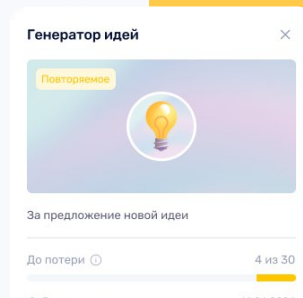 Генератор идей
Повторяемое
За предложение новой идеи
До потери
4 из 30